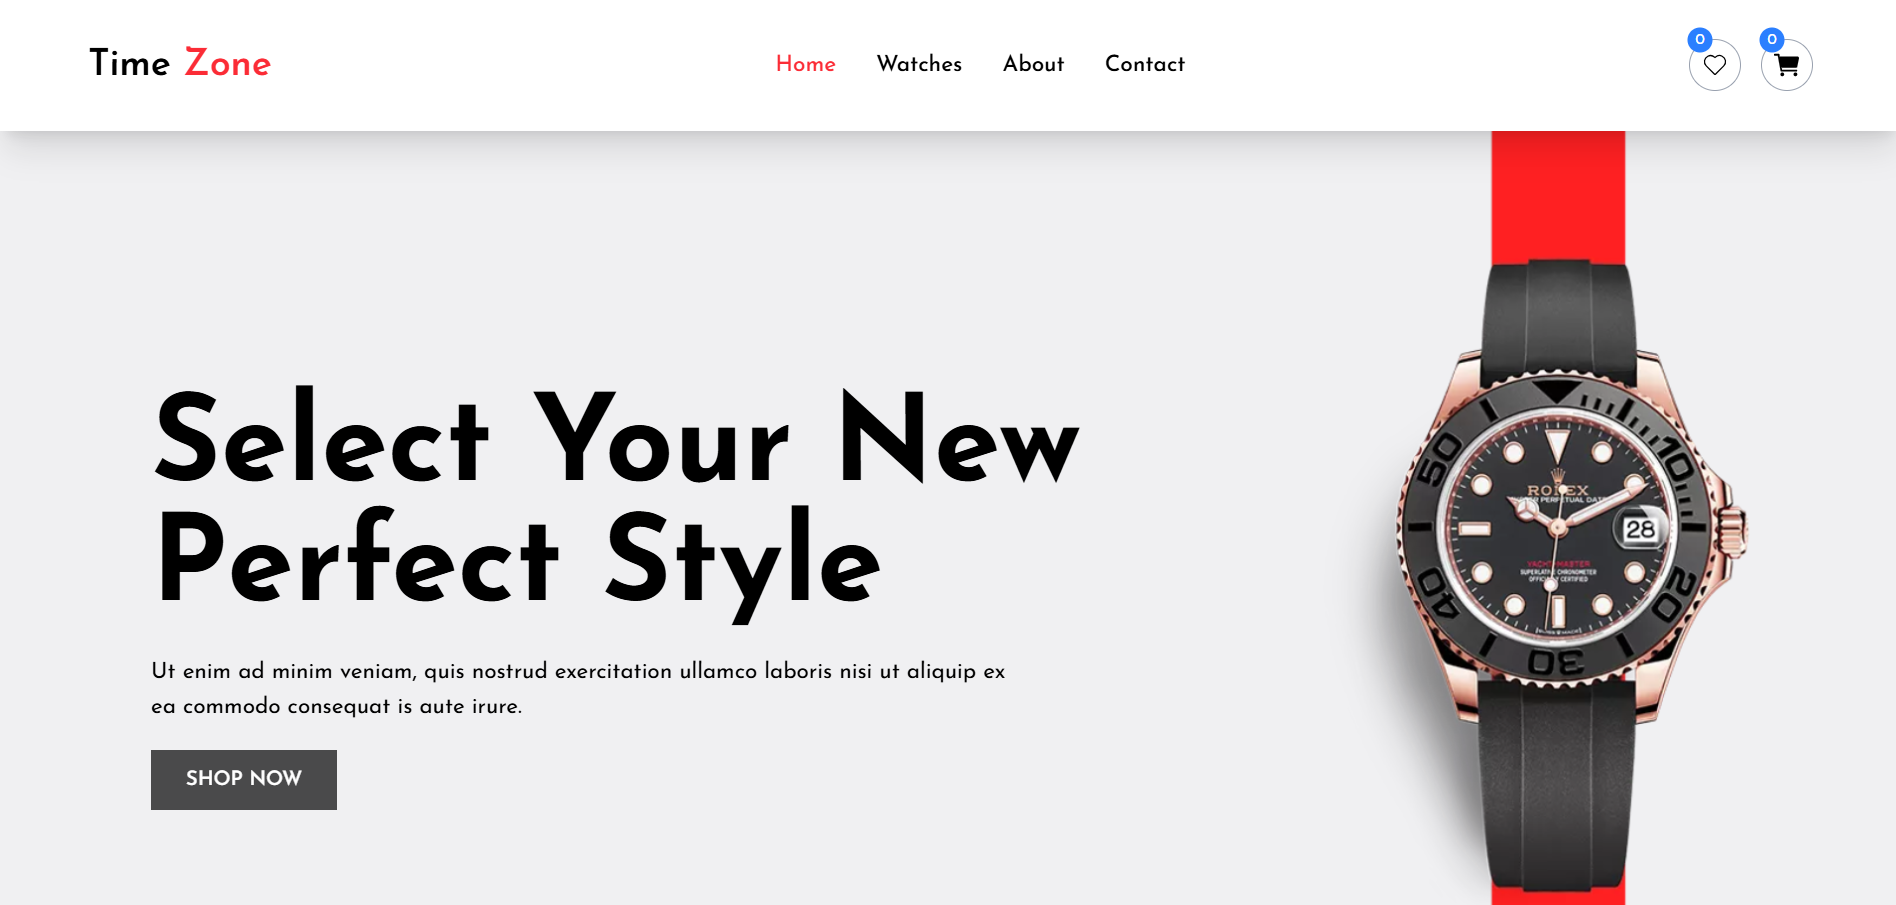 Time Zone
Home Watches About Contact
0 0
Select Your New
Perfect Style
Ut enim ad minim veniam, quis nostrud exercitation ullamco laboris nisi ut aliquip ex
ea commodo consequat is aute irure.
SHOP NOW
50
10
ROLEX
PERPETUAL DATE
28
YACHT-MASTER
SUPERLATIVE CHRONOMETER
OFFICIALLY CERTIFIED
40
20
30